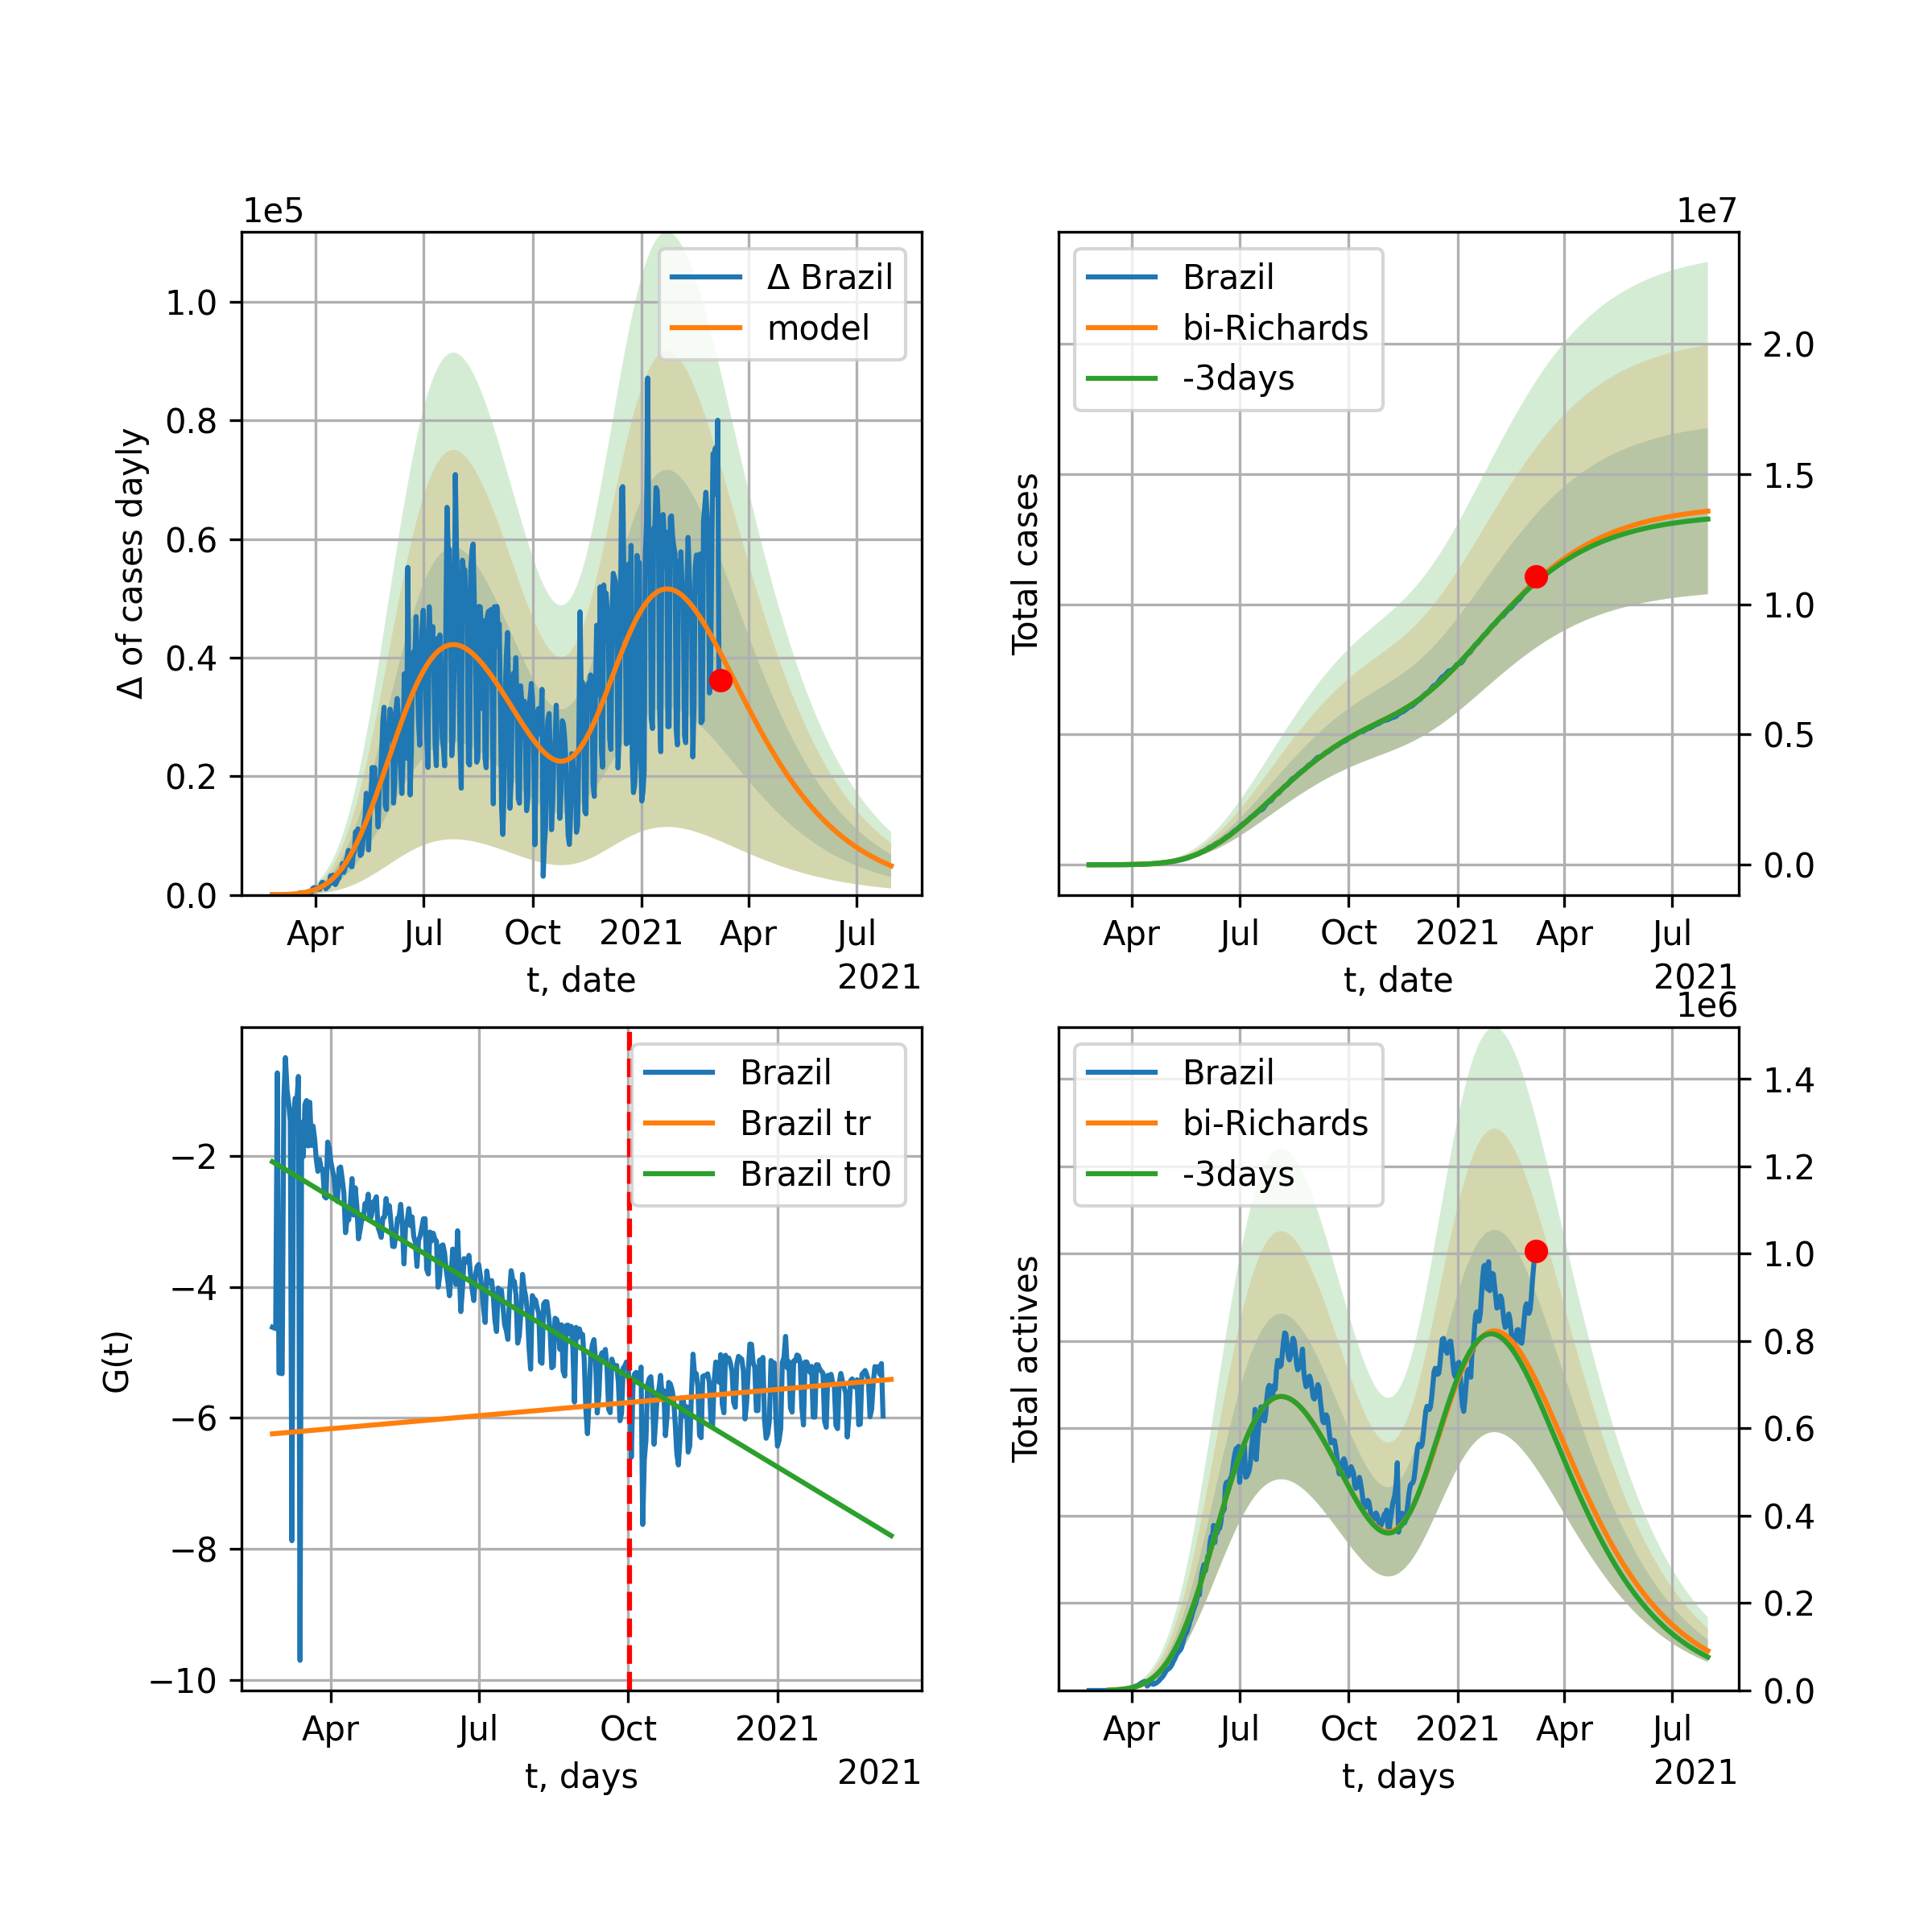 1e5
Δ of cases dayly
1.0
0.8
0.6
0.4
0.2
0.0
Δ Brazil
model
Apr Jul Oct 2021 Apr Jul
t, date
2021
1e7
Total cases
Brazil
bi-Richards
-3days
2.0
1.5
1.0
0.5
0.0
Apr Jul Oct 2021 Apr Jul
t, date
2021
G(t)
−2
−4
−6
−8
−10
Brazil
Brazil tr
Brazil tr0
Apr Jul Oct 2021
t, days
2021
1e6
Total actives
Brazil
bi-Richards
-3days
1.4
1.2
1.0
0.8
0.6
0.4
0.2
0.0
Apr Jul Oct 2021 Apr Jul
t, days
2021